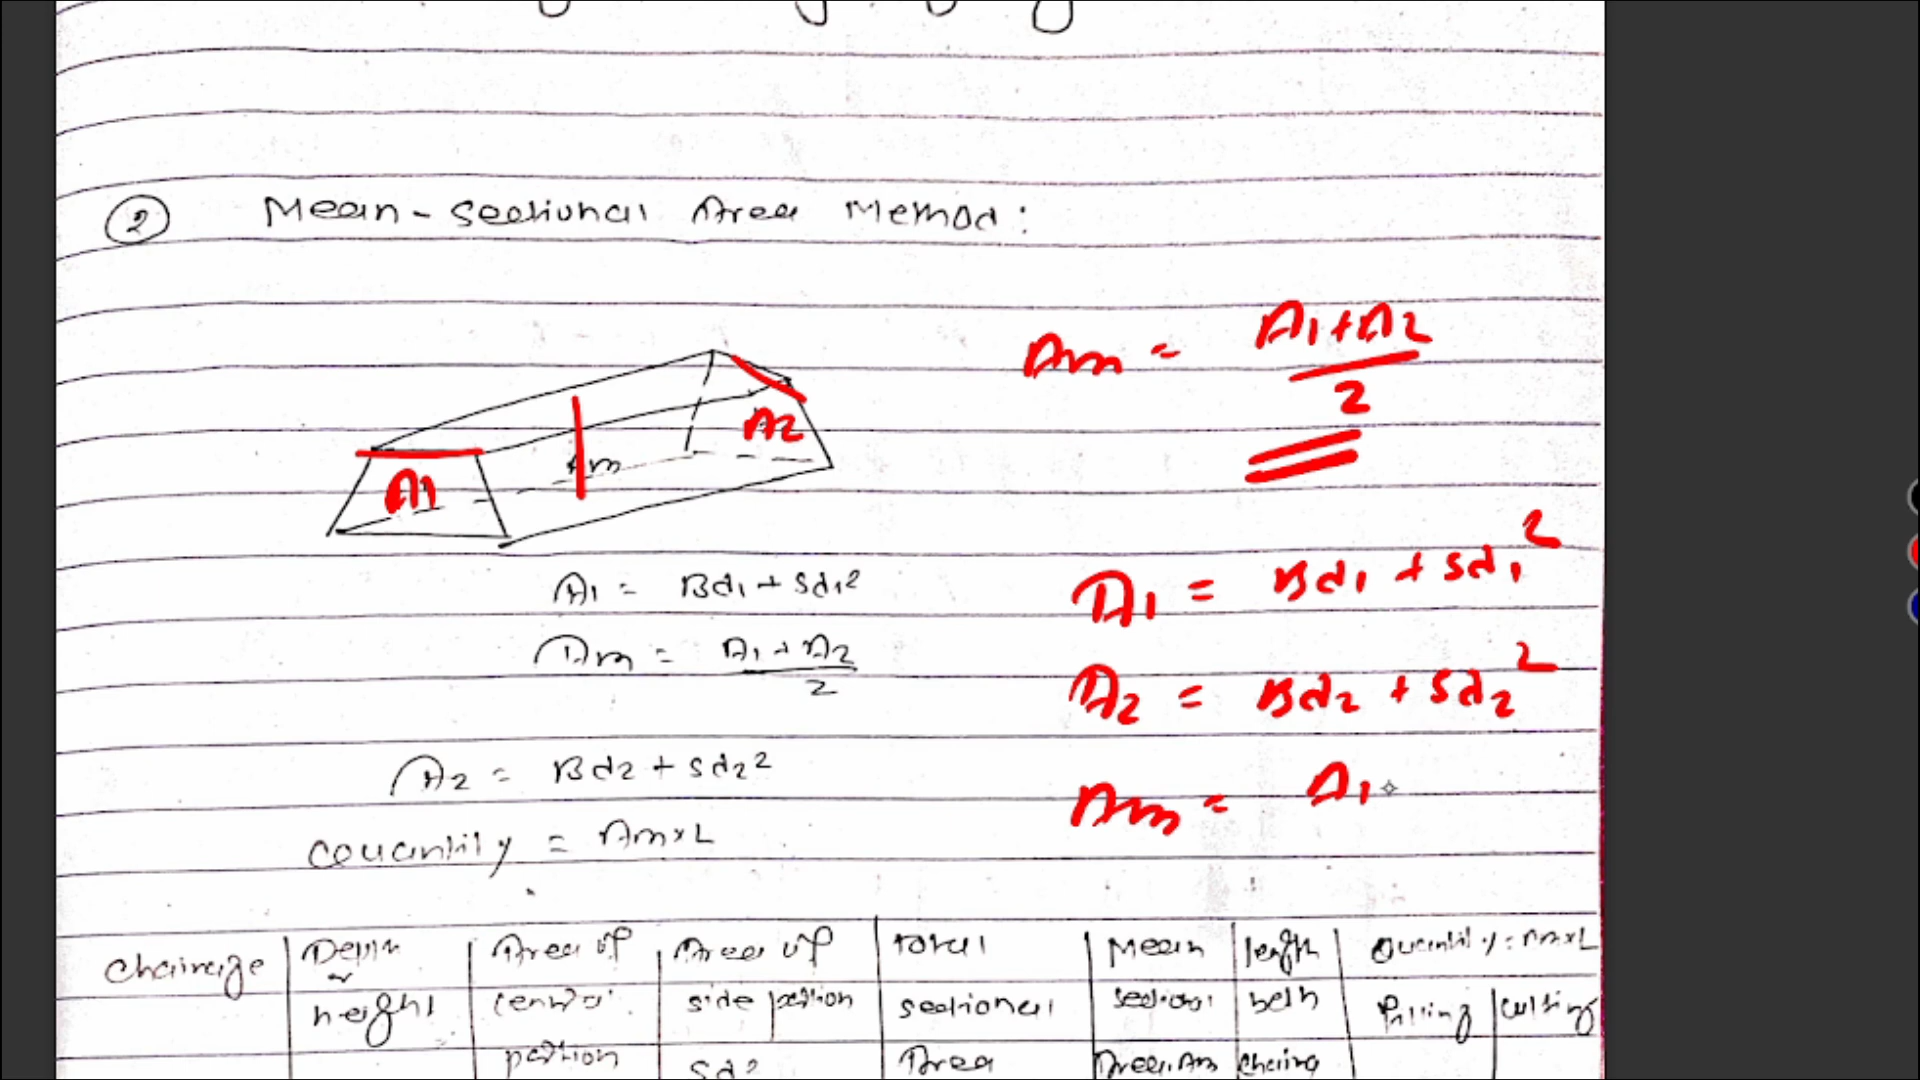 2 Mean-Sectional Area Method:
Am = A1+A2
2
A1
Am
A2
A1 = Bd1 + Sd1²
A1 = Bd1 + Sd1²
Am = A1 + A2
2
A2 = Bd2 + Sd2²
A2 = Bd2 + Sd2²
Am = A1
Quantity = Am×L
Chainage
Depth
or
height
Area of
central
portion
Area of
side portion
Sd²
total
sectional
Area
Mean
sectional
Area Am
length
betn
Quantity = Am×L
Filling
Cutting